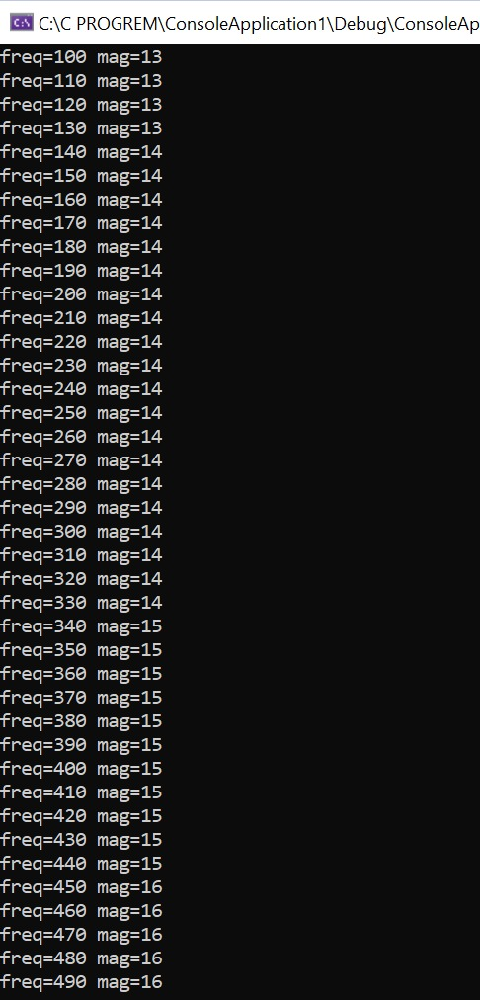 C:\C PROGREM\ConsoleApplication1\Debug\ConsoleAp
freq=100 mag=13
freq=110 mag=13
freq=120 mag=13
freq=130 mag=13
freq=140 mag=14
freq=150 mag=14
freq=160 mag=14
freq=170 mag=14
freq=180 mag=14
freq=190 mag=14
freq=200 mag=14
freq=210 mag=14
freq=220 mag=14
freq=230 mag=14
freq=240 mag=14
freq=250 mag=14
freq=260 mag=14
freq=270 mag=14
freq=280 mag=14
freq=290 mag=14
freq=300 mag=14
freq=310 mag=14
freq=320 mag=14
freq=330 mag=14
freq=340 mag=15
freq=350 mag=15
freq=360 mag=15
freq=370 mag=15
freq=380 mag=15
freq=390 mag=15
freq=400 mag=15
freq=410 mag=15
freq=420 mag=15
freq=430 mag=15
freq=440 mag=15
freq=450 mag=16
freq=460 mag=16
freq=470 mag=16
freq=480 mag=16
freq=490 mag=16